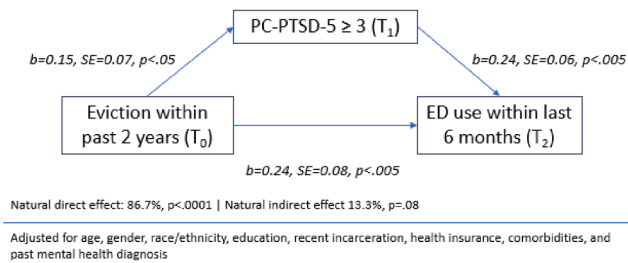 PC-PTSD-5 ≥ 3 (T1)
b=0.15, SE=0.07, p<.05
b=0.24, SE=0.06, p<.005
Eviction within
past 2 years (T0)
ED use within last
6 months (T2)
b=0.24, SE=0.08, p<.005
Natural direct effect: 86.7%, p<.0001 | Natural indirect effect 13.3%, p=.08
Adjusted for age, gender, race/ethnicity, education, recent incarceration, health insurance, comorbidities, and
past mental health diagnosis